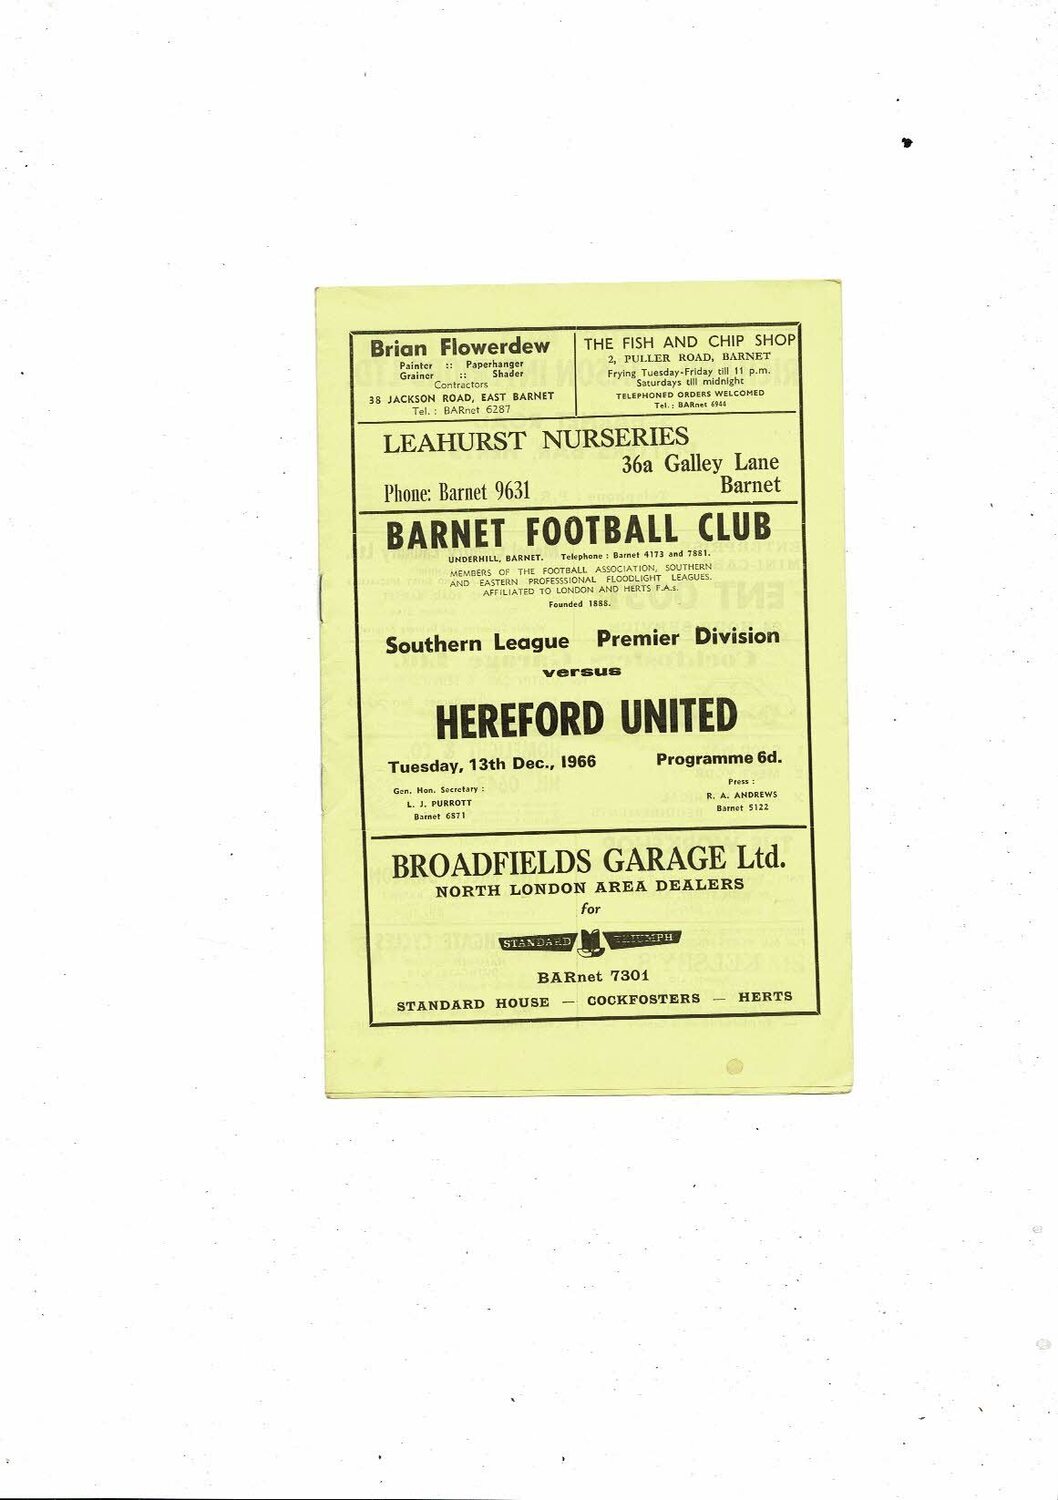 Brian Flowerdew
Painter :: Paperhanger
Grainer :: Shader
Contractors
38 JACKSON ROAD, EAST BARNET
Tel. : BARnet 6287
THE FISH AND CHIP SHOP
2, PULLER ROAD, BARNET
Frying Tuesday-Friday till 11 p.m.
Saturdays till midnight
TELEPHONED ORDERS WELCOMED
Tel. : BARnet 6944
LEAHURST NURSERIES
36a Galley Lane
Phone: Barnet 9631 Barnet
BARNET FOOTBALL CLUB
UNDERHILL, BARNET. Telephone : Barnet 4173 and 7881.
MEMBERS OF THE FOOTBALL ASSOCIATION, SOUTHERN
AND EASTERN PROFESSSIONAL FLOODLIGHT LEAGUES.
AFFILIATED TO LONDON AND HERTS F.A.s.
Founded 1888.
Southern League Premier Division
versus
HEREFORD UNITED
Tuesday, 13th Dec., 1966 Programme 6d.
Gen. Hon. Secretary :
L. J. PURROTT
Barnet 6871
Press :
R. A. ANDREWS
Barnet 5122
BROADFIELDS GARAGE Ltd.
NORTH LONDON AREA DEALERS
for
STANDARD TRIUMPH
BARnet 7301
STANDARD HOUSE — COCKFOSTERS — HERTS